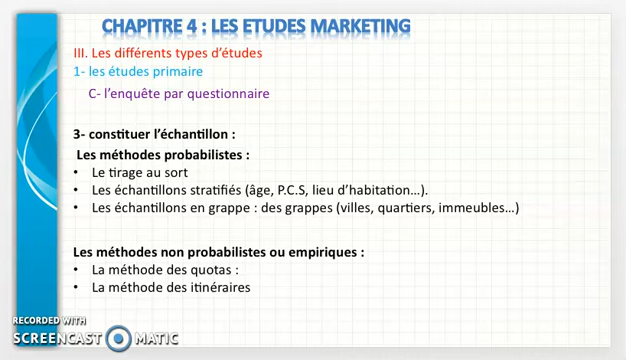 CHAPITRE 4 : LES ETUDES MARKETING
III. Les différents types d'études
1- les études primaire
C- l'enquête par questionnaire
3- constituer l'échantillon :
Les méthodes probabilistes :
• Le tirage au sort
• Les échantillons stratifiés (âge, P.C.S, lieu d'habitation...).
• Les échantillons en grappe : des grappes (villes, quartiers, immeubles...)
Les méthodes non probabilistes ou empiriques :
• La méthode des quotas :
• La méthode des itinéraires
RECORDED WITH
SCREENCAST MATIC